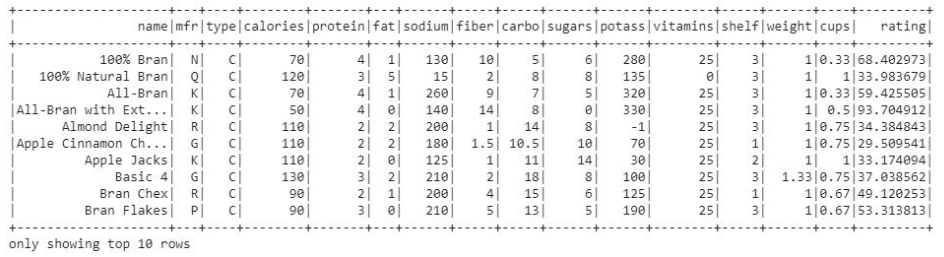 +--------------------+---+----+--------+-------+---+------+-----+-----+------+------+--------+-----+------+----+---------+
|                name|mfr|type|calories|protein|fat|sodium|fiber|carbo|sugars|potass|vitamins|shelf|weight|cups|   rating|
+--------------------+---+----+--------+-------+---+------+-----+-----+------+------+--------+-----+------+----+---------+
|           100% Bran|  N|   C|      70|      4|  1|   130|   10|    5|     6|   280|      25|    3|     1|0.33|68.402973|
|   100% Natural Bran|  Q|   C|     120|      3|  5|    15|    2|    8|     8|   135|       0|    3|     1|   1|33.983679|
|            All-Bran|  K|   C|      70|      4|  1|   260|    9|    7|     5|   320|      25|    3|     1|0.33|59.425505|
|All-Bran with Ext...|  K|   C|      50|      4|  0|   140|   14|    8|     0|   330|      25|    3|     1| 0.5|93.704912|
|      Almond Delight|  R|   C|     110|      2|  2|   200|    1|   14|     8|    -1|      25|    3|     1|0.75|34.384843|
|Apple Cinnamon Ch...|  G|   C|     110|      2|  2|   180|  1.5| 10.5|    10|    70|      25|    1|     1|0.75|29.509541|
|         Apple Jacks|  K|   C|     110|      2|  0|   125|    1|   11|    14|    30|      25|    2|     1|   1|33.174094|
|             Basic 4|  G|   C|     130|      3|  2|   210|    2|   18|     8|   100|      25|    3|  1.33|0.75|37.038562|
|           Bran Chex|  R|   C|      90|      2|  1|   200|    4|   15|     6|   125|      25|    1|     1|0.67|49.120253|
|         Bran Flakes|  P|   C|      90|      3|  0|   210|    5|   13|     5|   190|      25|    3|     1|0.67|53.313813|
+--------------------+---+----+--------+-------+---+------+-----+-----+------+------+--------+-----+------+----+---------+
only showing top 10 rows